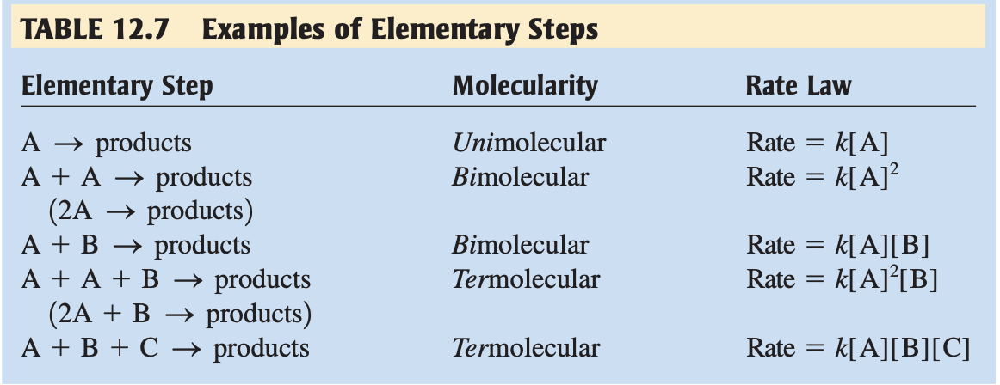 TABLE 12.7 Examples of Elementary Steps
Elementary Step Molecularity Rate Law
A → products Unimolecular Rate = k[A]
A + A → products Bimolecular Rate = k[A]²
(2A → products)
A + B → products Bimolecular Rate = k[A][B]
A + A + B → products Termolecular Rate = k[A]²[B]
(2A + B → products)
A + B + C → products Termolecular Rate = k[A][B][C]